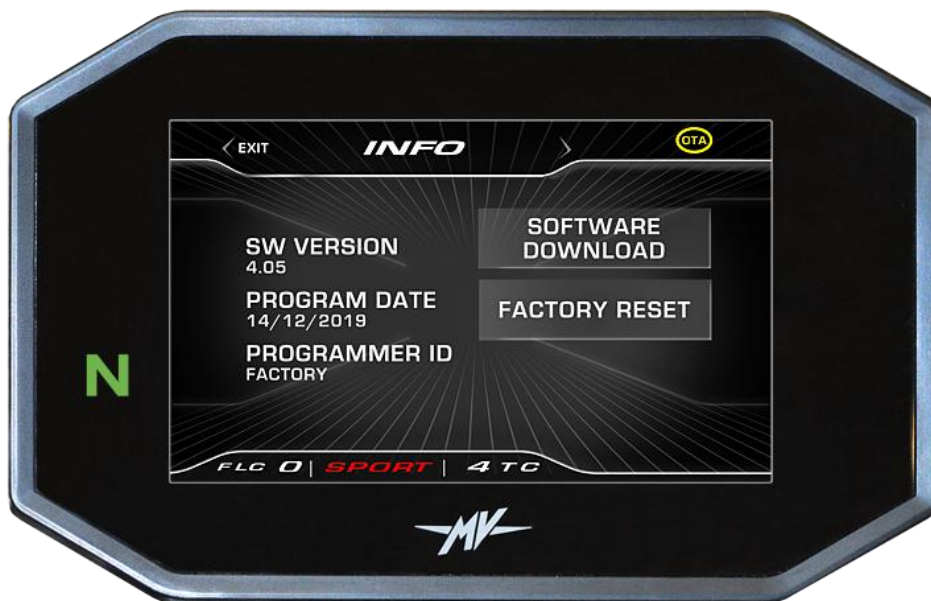 EXIT
INFO
OTA
SW VERSION
4.05
PROGRAM DATE
14/12/2019
PROGRAMMER ID
FACTORY
SOFTWARE
DOWNLOAD
FACTORY RESET
N
FLC 0 | SPORT | 4 TC
MV